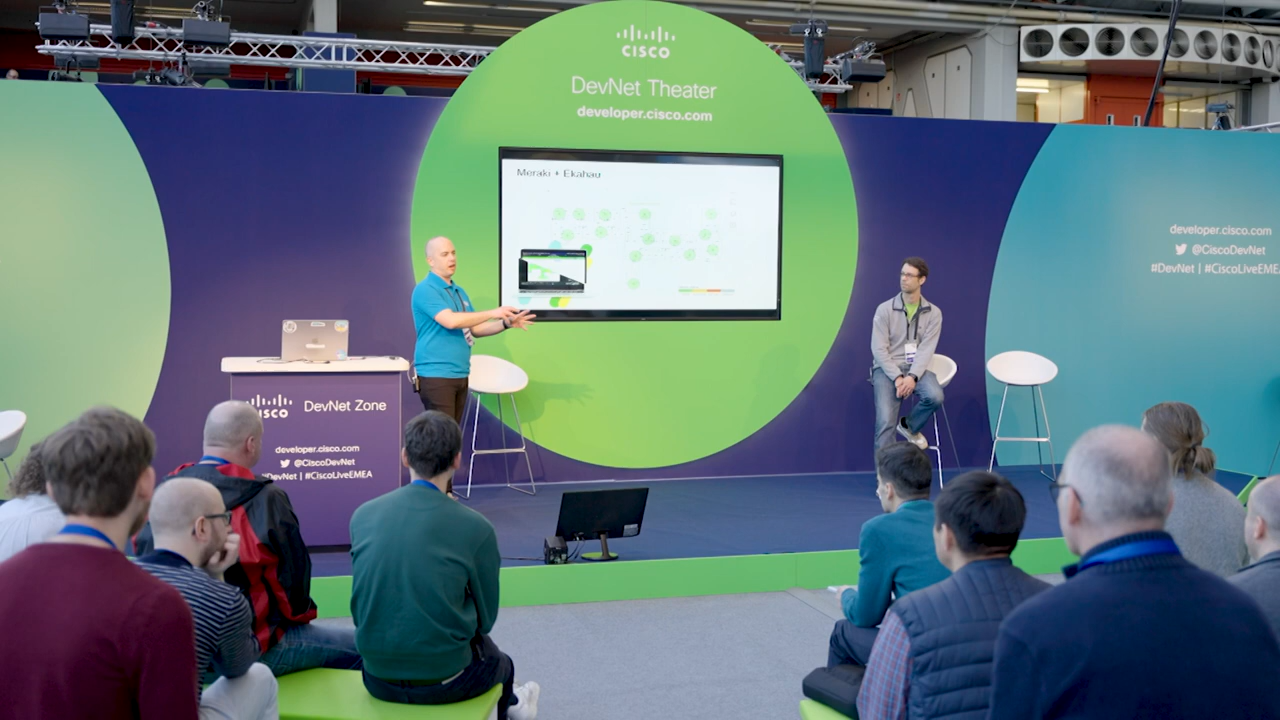 CISCO
DevNet Theater
developer.cisco.com
Meraki + Ekahau
developer.cisco.com
@CiscoDevNet
#DevNet | #CiscoLiveEME
CISCO DevNet Zone
developer.cisco.com
@CiscoDevNet
#DevNet | #CiscoLiveEMEA